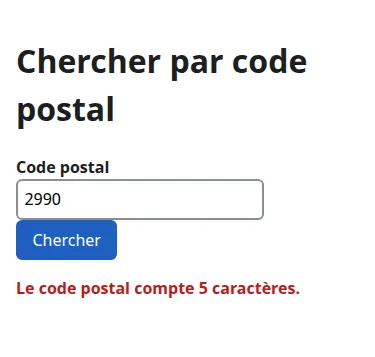 Chercher par code
postal
Code postal
2990
Chercher
Le code postal compte 5 caractères.